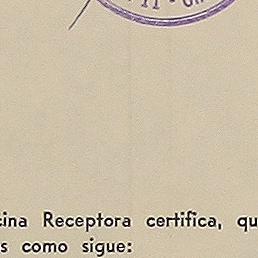 cina Receptora certifica, qu
s como sigue: